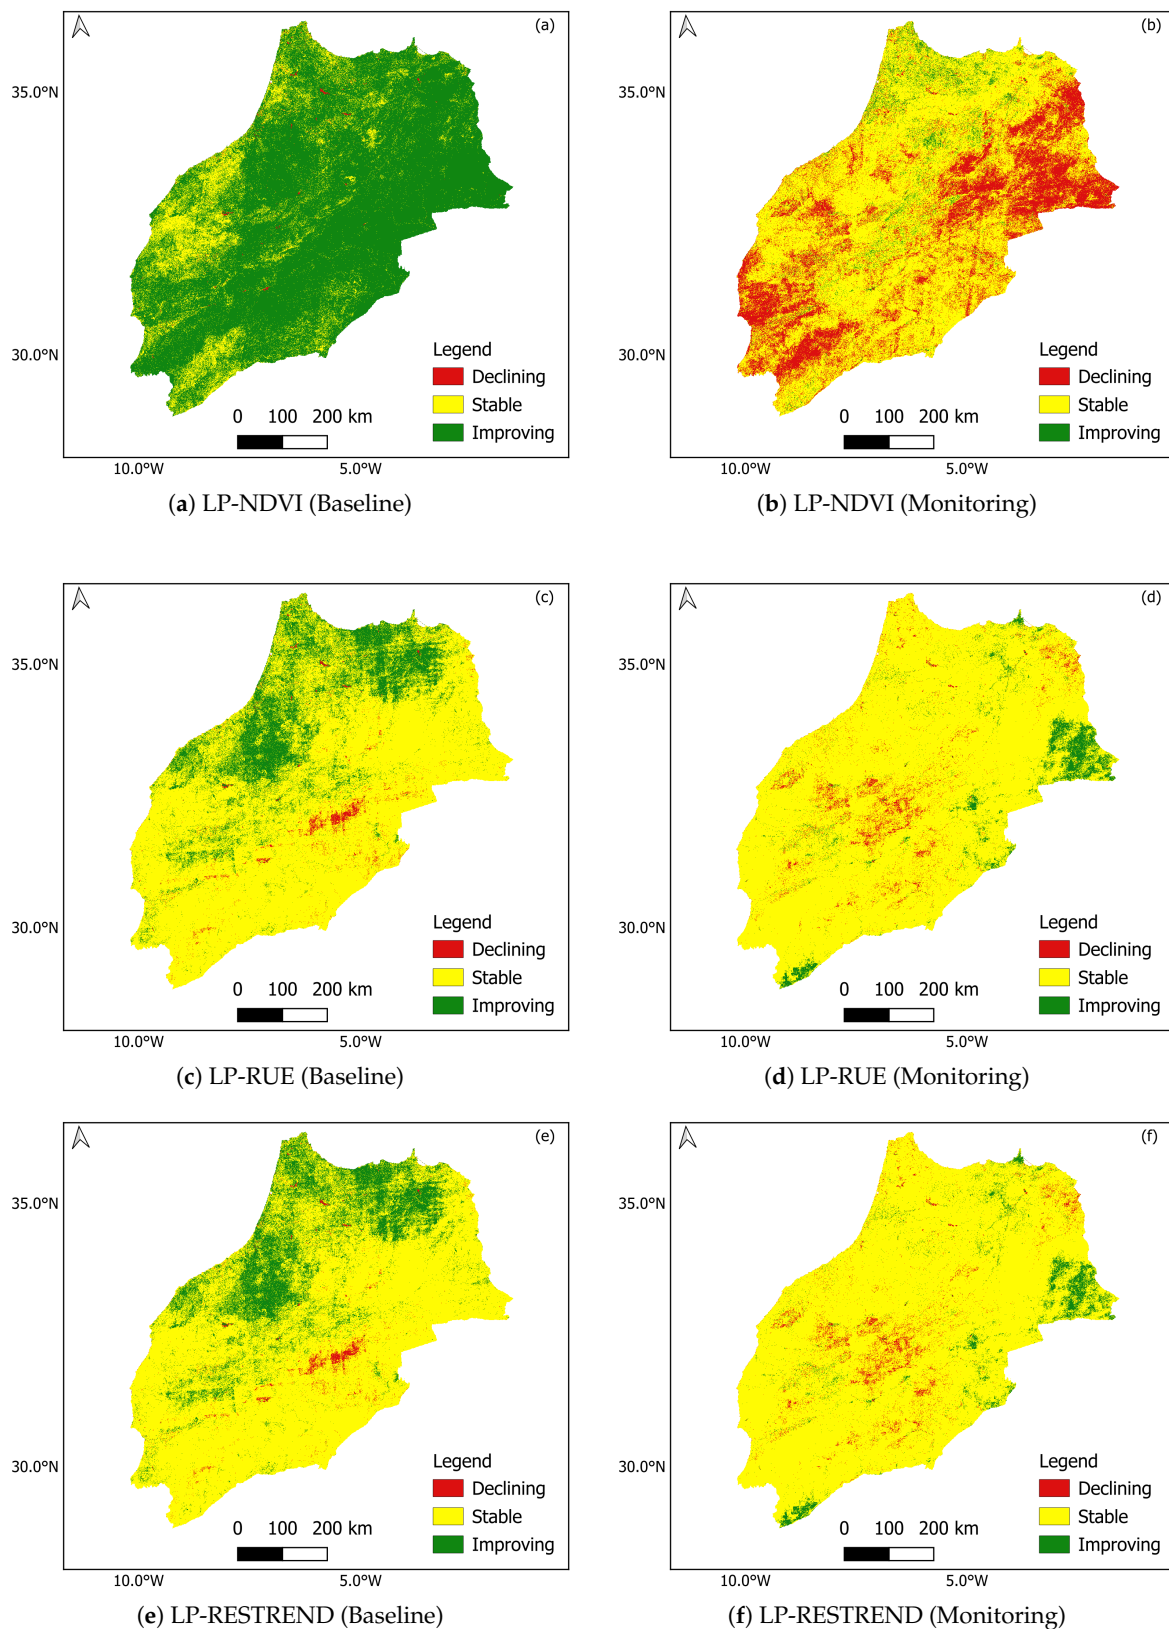 (a)
35.0°N
30.0°N
Legend
Declining
Stable
Improving
0 100 200 km
10.0°W 5.0°W
(a) LP-NDVI (Baseline)
(b)
35.0°N
30.0°N
Legend
Declining
Stable
Improving
0 100 200 km
10.0°W 5.0°W
(b) LP-NDVI (Monitoring)
(c)
35.0°N
30.0°N
Legend
Declining
Stable
Improving
0 100 200 km
10.0°W 5.0°W
(c) LP-RUE (Baseline)
(d)
35.0°N
30.0°N
Legend
Declining
Stable
Improving
0 100 200 km
10.0°W 5.0°W
(d) LP-RUE (Monitoring)
(e)
35.0°N
30.0°N
Legend
Declining
Stable
Improving
0 100 200 km
10.0°W 5.0°W
(e) LP-RESTREND (Baseline)
(f)
35.0°N
30.0°N
Legend
Declining
Stable
Improving
0 100 200 km
10.0°W 5.0°W
(f) LP-RESTREND (Monitoring)